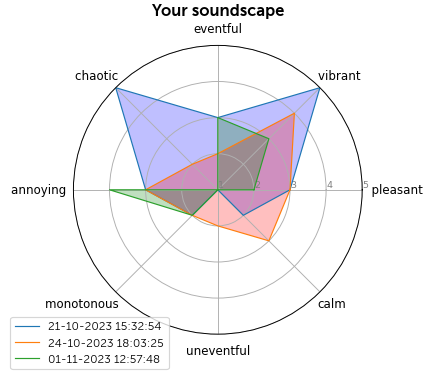 Your soundscape
eventful
chaotic
vibrant
annoying
2
3
4
5
pleasant
monotonous
calm
uneventful
21-10-2023 15:32:54
24-10-2023 18:03:25
01-11-2023 12:57:48